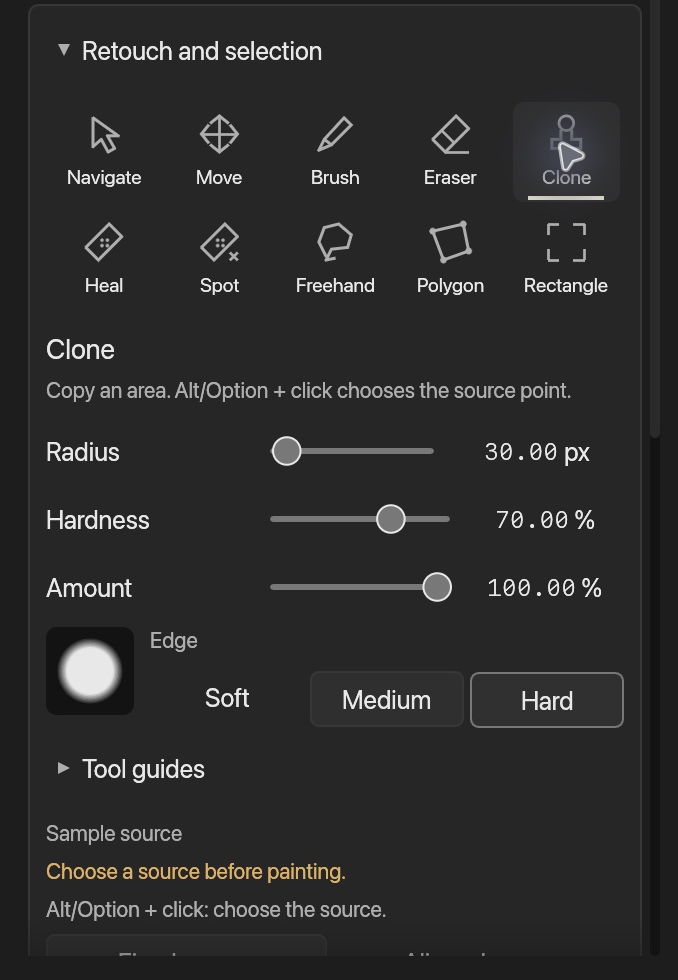 Retouch and selection
Navigate Move Brush Eraser Clone
Heal Spot Freehand Polygon Rectangle
Clone
Copy an area. Alt/Option + click chooses the source point.
Radius 30.00 px
Hardness 70.00 %
Amount 100.00 %
Edge
Soft Medium Hard
Tool guides
Sample source
Choose a source before painting.
Alt/Option + click: choose the source.